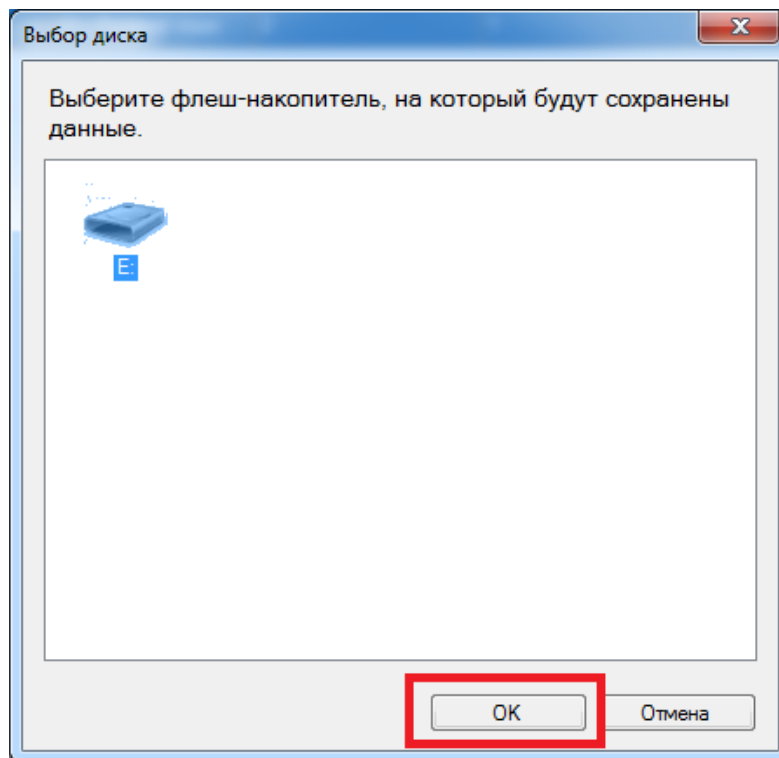 Выбор диска
Выберите флеш-накопитель, на который будут сохранены
данные.
E:
OK
Отмена